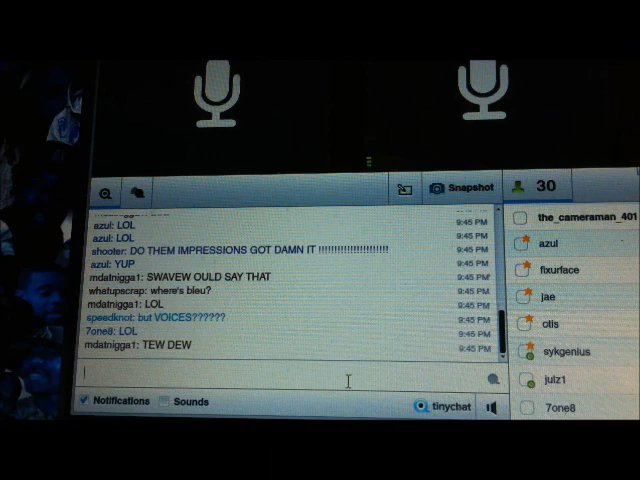 Snapshot
30
azul: LOL 9:45 PM
azul: LOL 9:45 PM
shooter: DO THEM IMPRESSIONS GOT DAMN IT !!!!!!!!!!!!!!!!!!!!!!! 9:45 PM
azul: YUP 9:45 PM
mdatnigga1: SWAVEW OULD SAY THAT 9:45 PM
whatupscrap: where's bleu? 9:45 PM
mdatnigga1: LOL 9:45 PM
speedknot: but VOICES?????? 9:45 PM
7one8: LOL 9:45 PM
mdatnigga1: TEW DEW 9:45 PM
Notifications
Sounds
tinychat
the_cameraman_401
azul
fixurface
jae
otis
sykgenius
julz1
7one8